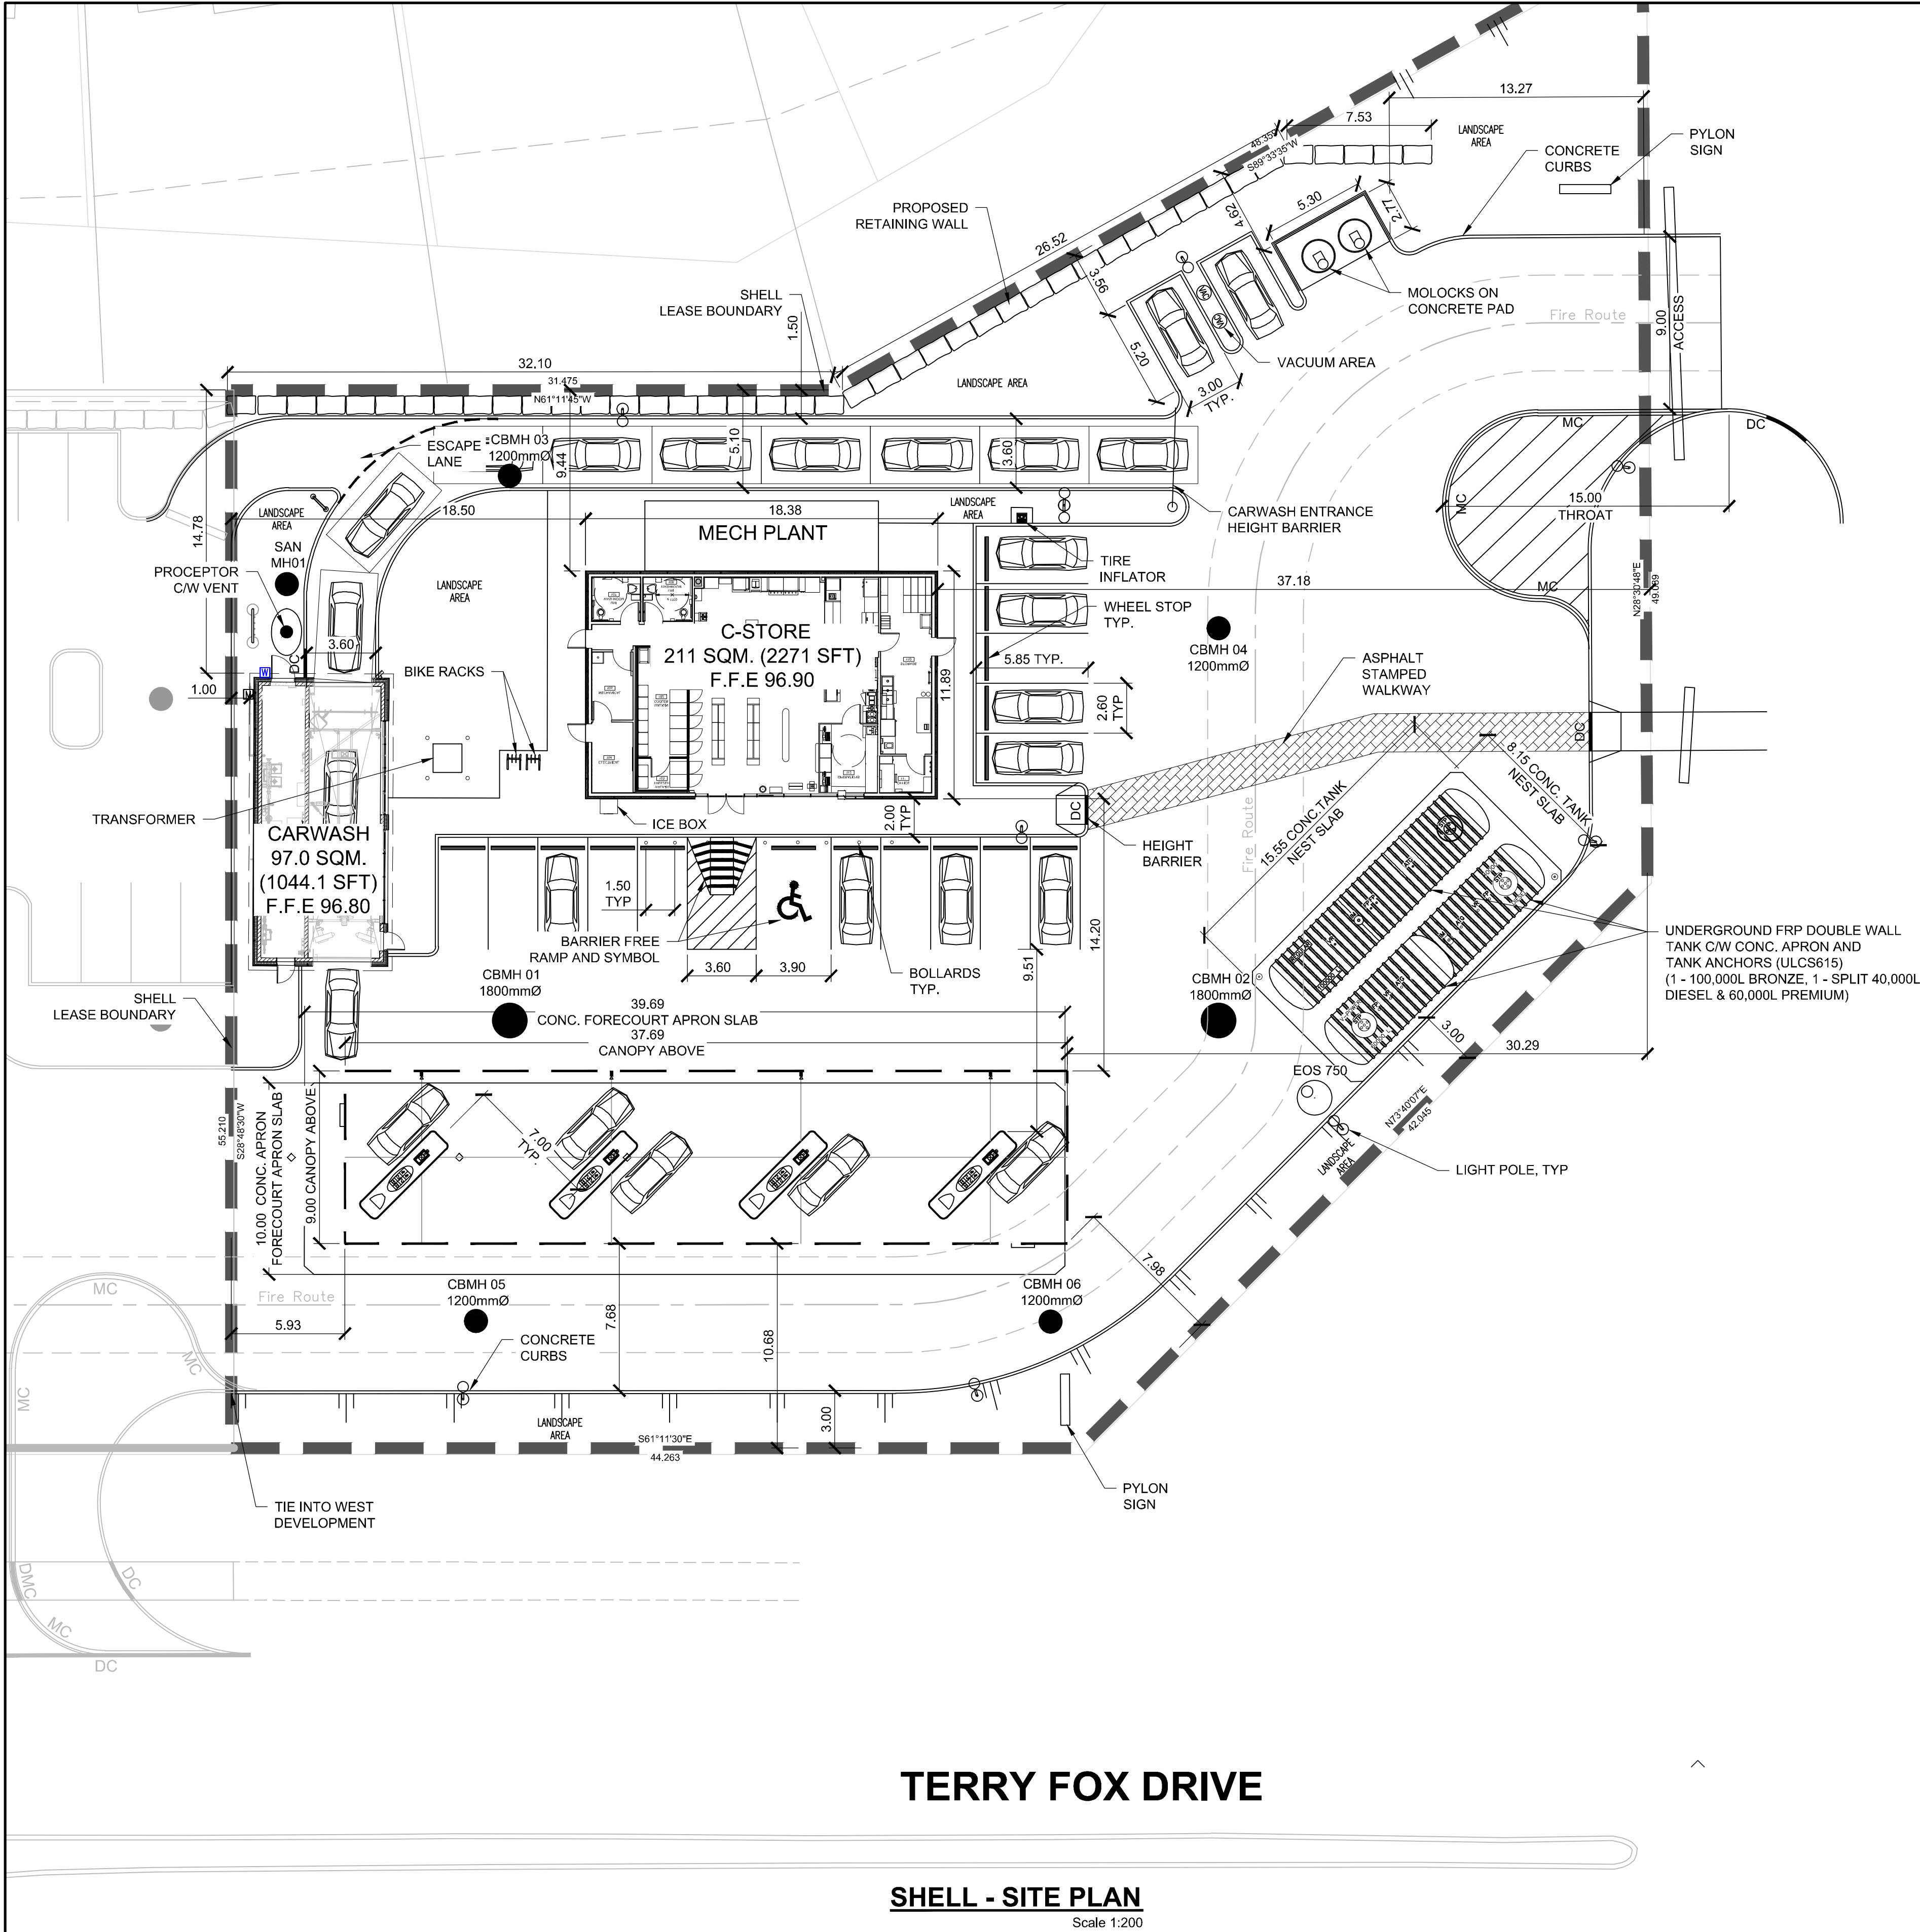 13.27
7.53
LANDSCAPE
AREA
PYLON
SIGN
CONCRETE
CURBS
48.359
S89°33'35"W
5.30
2.77
4.62
PROPOSED
RETAINING WALL
26.52
3.56
SHELL
LEASE BOUNDARY
1.50
MOLOCKS ON
CONCRETE PAD
Fire Route
9.00
ACCESS
VAC
VAC
VACUUM AREA
5.20
3.00
TYP.
32.10
31.475
N61°11'45"W
LANDSCAPE AREA
MC
DC
ESCAPE
LANE
CBMH 03
1200mmØ
9.44
5.10
3.60
14.78
LANDSCAPE
AREA
18.50
18.38
LANDSCAPE
AREA
CARWASH ENTRANCE
HEIGHT BARRIER
MC
15.00
THROAT
MECH PLANT
SAN
MH01
PROCEPTOR
C/W VENT
LANDSCAPE
AREA
TIRE
INFLATOR
37.18
MC
N28°30'48"E
49.089
WHEEL STOP
TYP.
C-STORE
211 SQM. (2271 SFT)
F.F.E 96.90
CBMH 04
1200mmØ
3.60
DC
W
BIKE RACKS
5.85 TYP.
ASPHALT
STAMPED
WALKWAY
1.00
11.89
2.60
TYP
DC
8.15 CONC. TANK
NEST SLAB
15.55 CONC.TANK
NEST SLAB
TRANSFORMER
ICE BOX
2.00
TYP
DC
CARWASH
97.0 SQM.
(1044.1 SFT)
F.F.E 96.80
HEIGHT
BARRIER
Fire Route
1.50
TYP
BARRIER FREE
RAMP AND SYMBOL
14.20
9.51
UNDERGROUND FRP DOUBLE WALL
TANK C/W CONC. APRON AND
TANK ANCHORS (ULCS615)
(1 - 100,000L BRONZE, 1 - SPLIT 40,000L
DIESEL & 60,000L PREMIUM)
3.60
3.90
BOLLARDS
TYP.
CBMH 01
1800mmØ
CBMH 02
1800mmØ
SHELL
LEASE BOUNDARY
39.69
CONC. FORECOURT APRON SLAB
37.69
CANOPY ABOVE
3.00
30.29
EOS 750
N73°40'07"E
42.045
55.210
S28°48'30"W
10.00 CONC. APRON
FORECOURT APRON SLAB
9.00 CANOPY ABOVE
7.00
TYP.
LANDSCAPE
AREA
LIGHT POLE, TYP
7.98
MC
Fire Route
CBMH 05
1200mmØ
CBMH 06
1200mmØ
5.93
7.68
10.68
CONCRETE
CURBS
MC
MC
LANDSCAPE
AREA
3.00
S61°11'30"E
44.263
PYLON
SIGN
TIE INTO WEST
DEVELOPMENT
DMC
DC
MC
DC
TERRY FOX DRIVE
SHELL - SITE PLAN
Scale 1:200